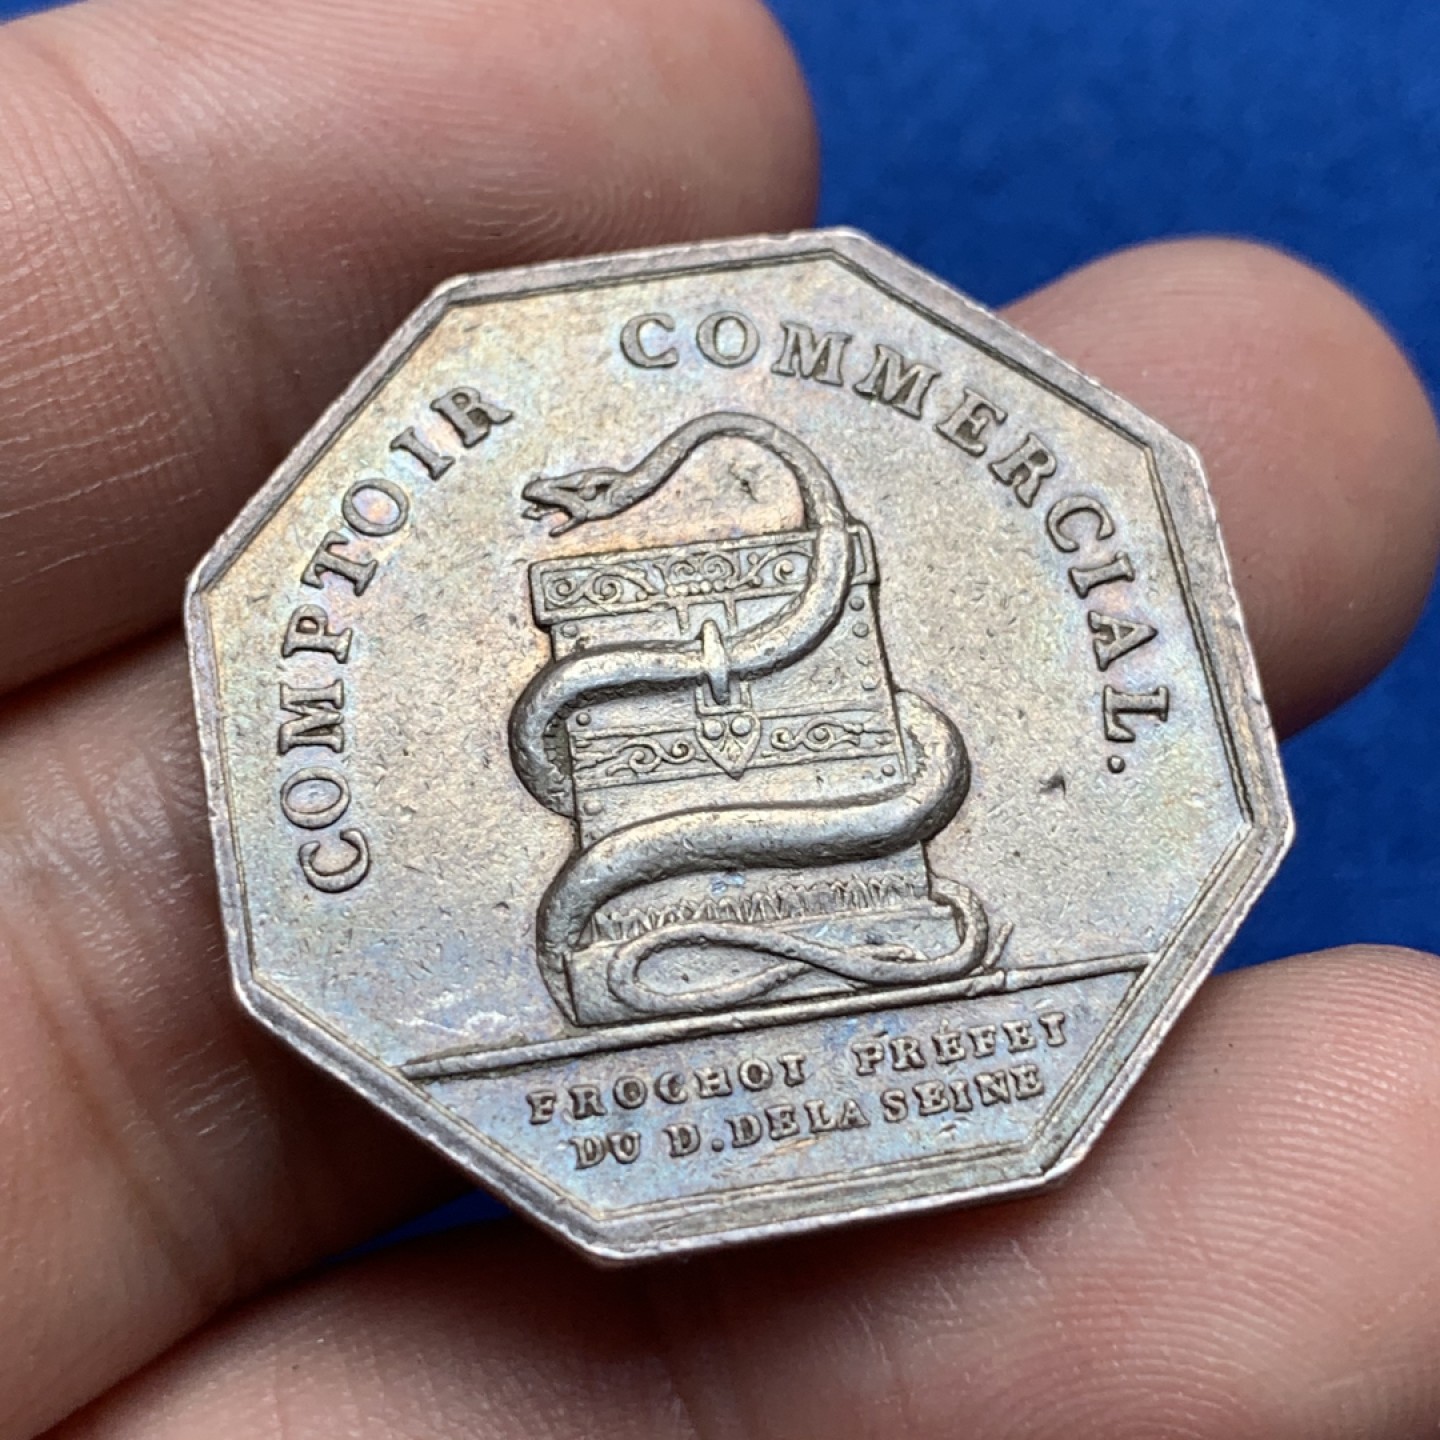 COMPTOIR COMMERCIAL.
FROCHOT PRÉFET
DU D. DE LA SEINE